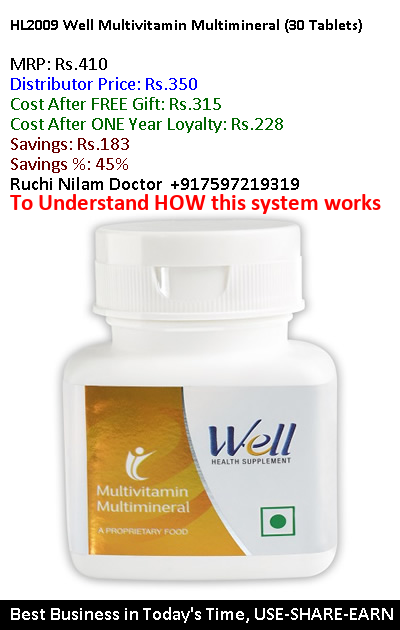 HL2009 Well Multivitamin Multimineral (30 Tablets)
MRP: Rs.410
Distributor Price: Rs.350
Cost After FREE Gift: Rs.315
Cost After ONE Year Loyalty: Rs.228
Savings: Rs.183
Savings %: 45%
Ruchi Nilam Doctor +917597219319
To Understand HOW this system works
Well
HEALTH SUPPLEMENT
Multivitamin
Multimineral
A PROPRIETARY FOOD
Best Business in Today's Time, USE-SHARE-EARN